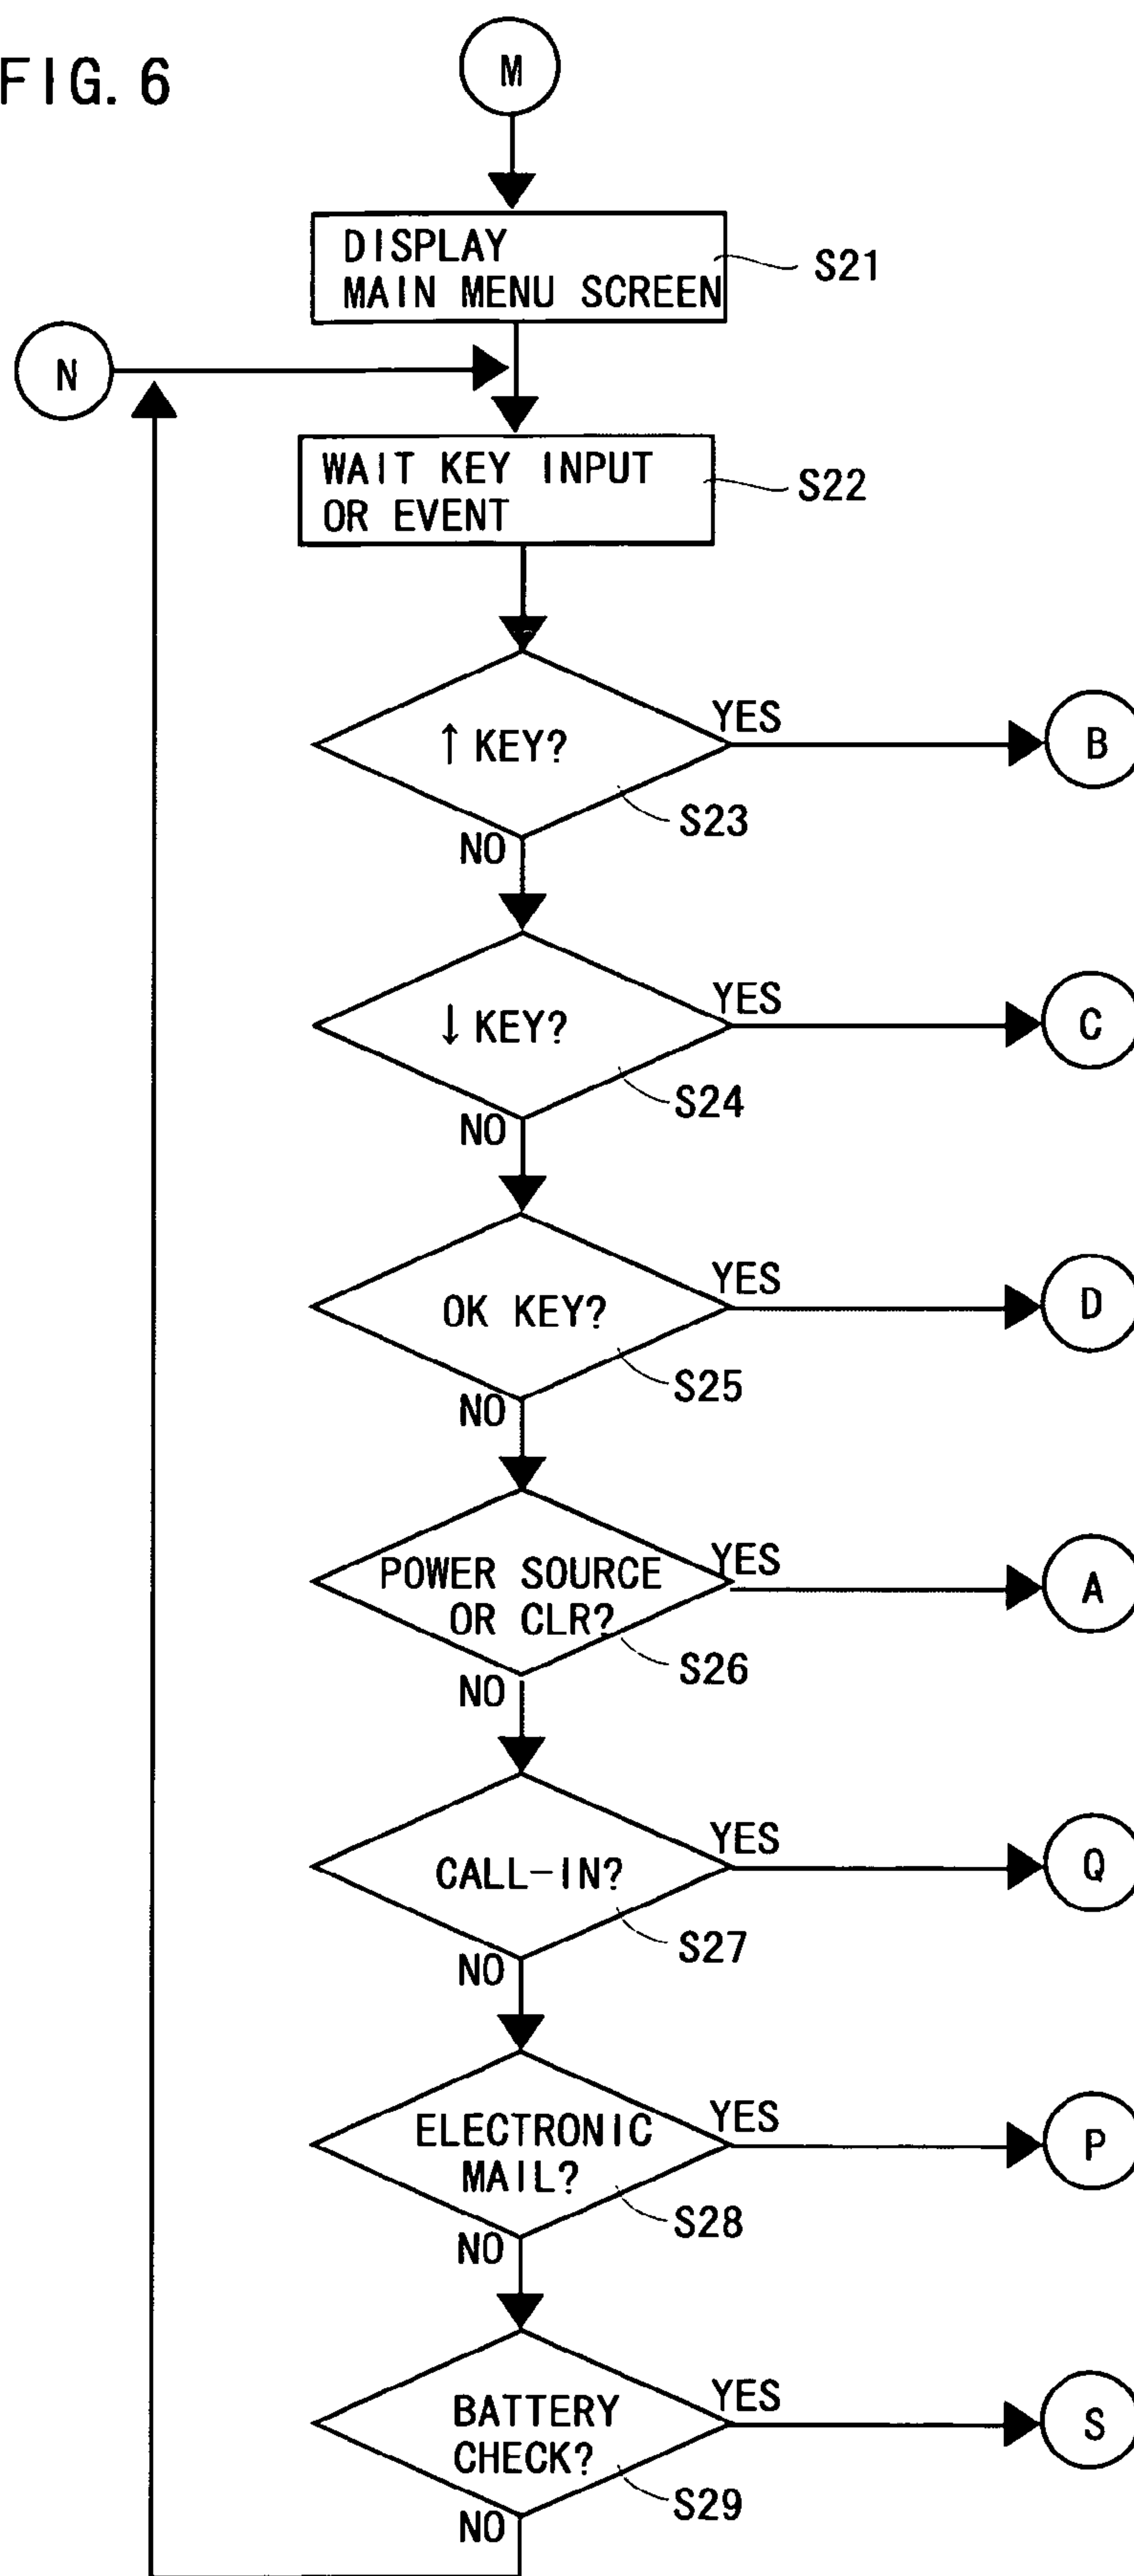 FIG. 6
M
DISPLAY
MAIN MENU SCREEN
S21
N
WAIT KEY INPUT
OR EVENT
S22
↑ KEY?
YES
B
S23
NO
↓ KEY?
YES
C
S24
NO
OK KEY?
YES
D
S25
NO
POWER SOURCE
OR CLR?
YES
A
S26
NO
CALL-IN?
YES
Q
S27
NO
ELECTRONIC
MAIL?
YES
P
S28
NO
BATTERY
CHECK?
YES
S
S29
NO